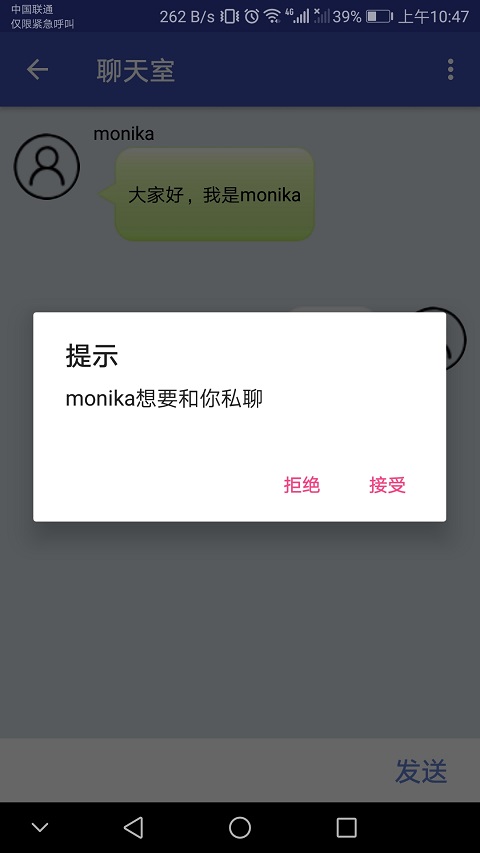 中国联通
仅限紧急呼叫
262 B/s 4G 39% 上午10:47
聊天室
monika
大家好，我是monika
提示
monika想要和你私聊
拒绝 接受
发送